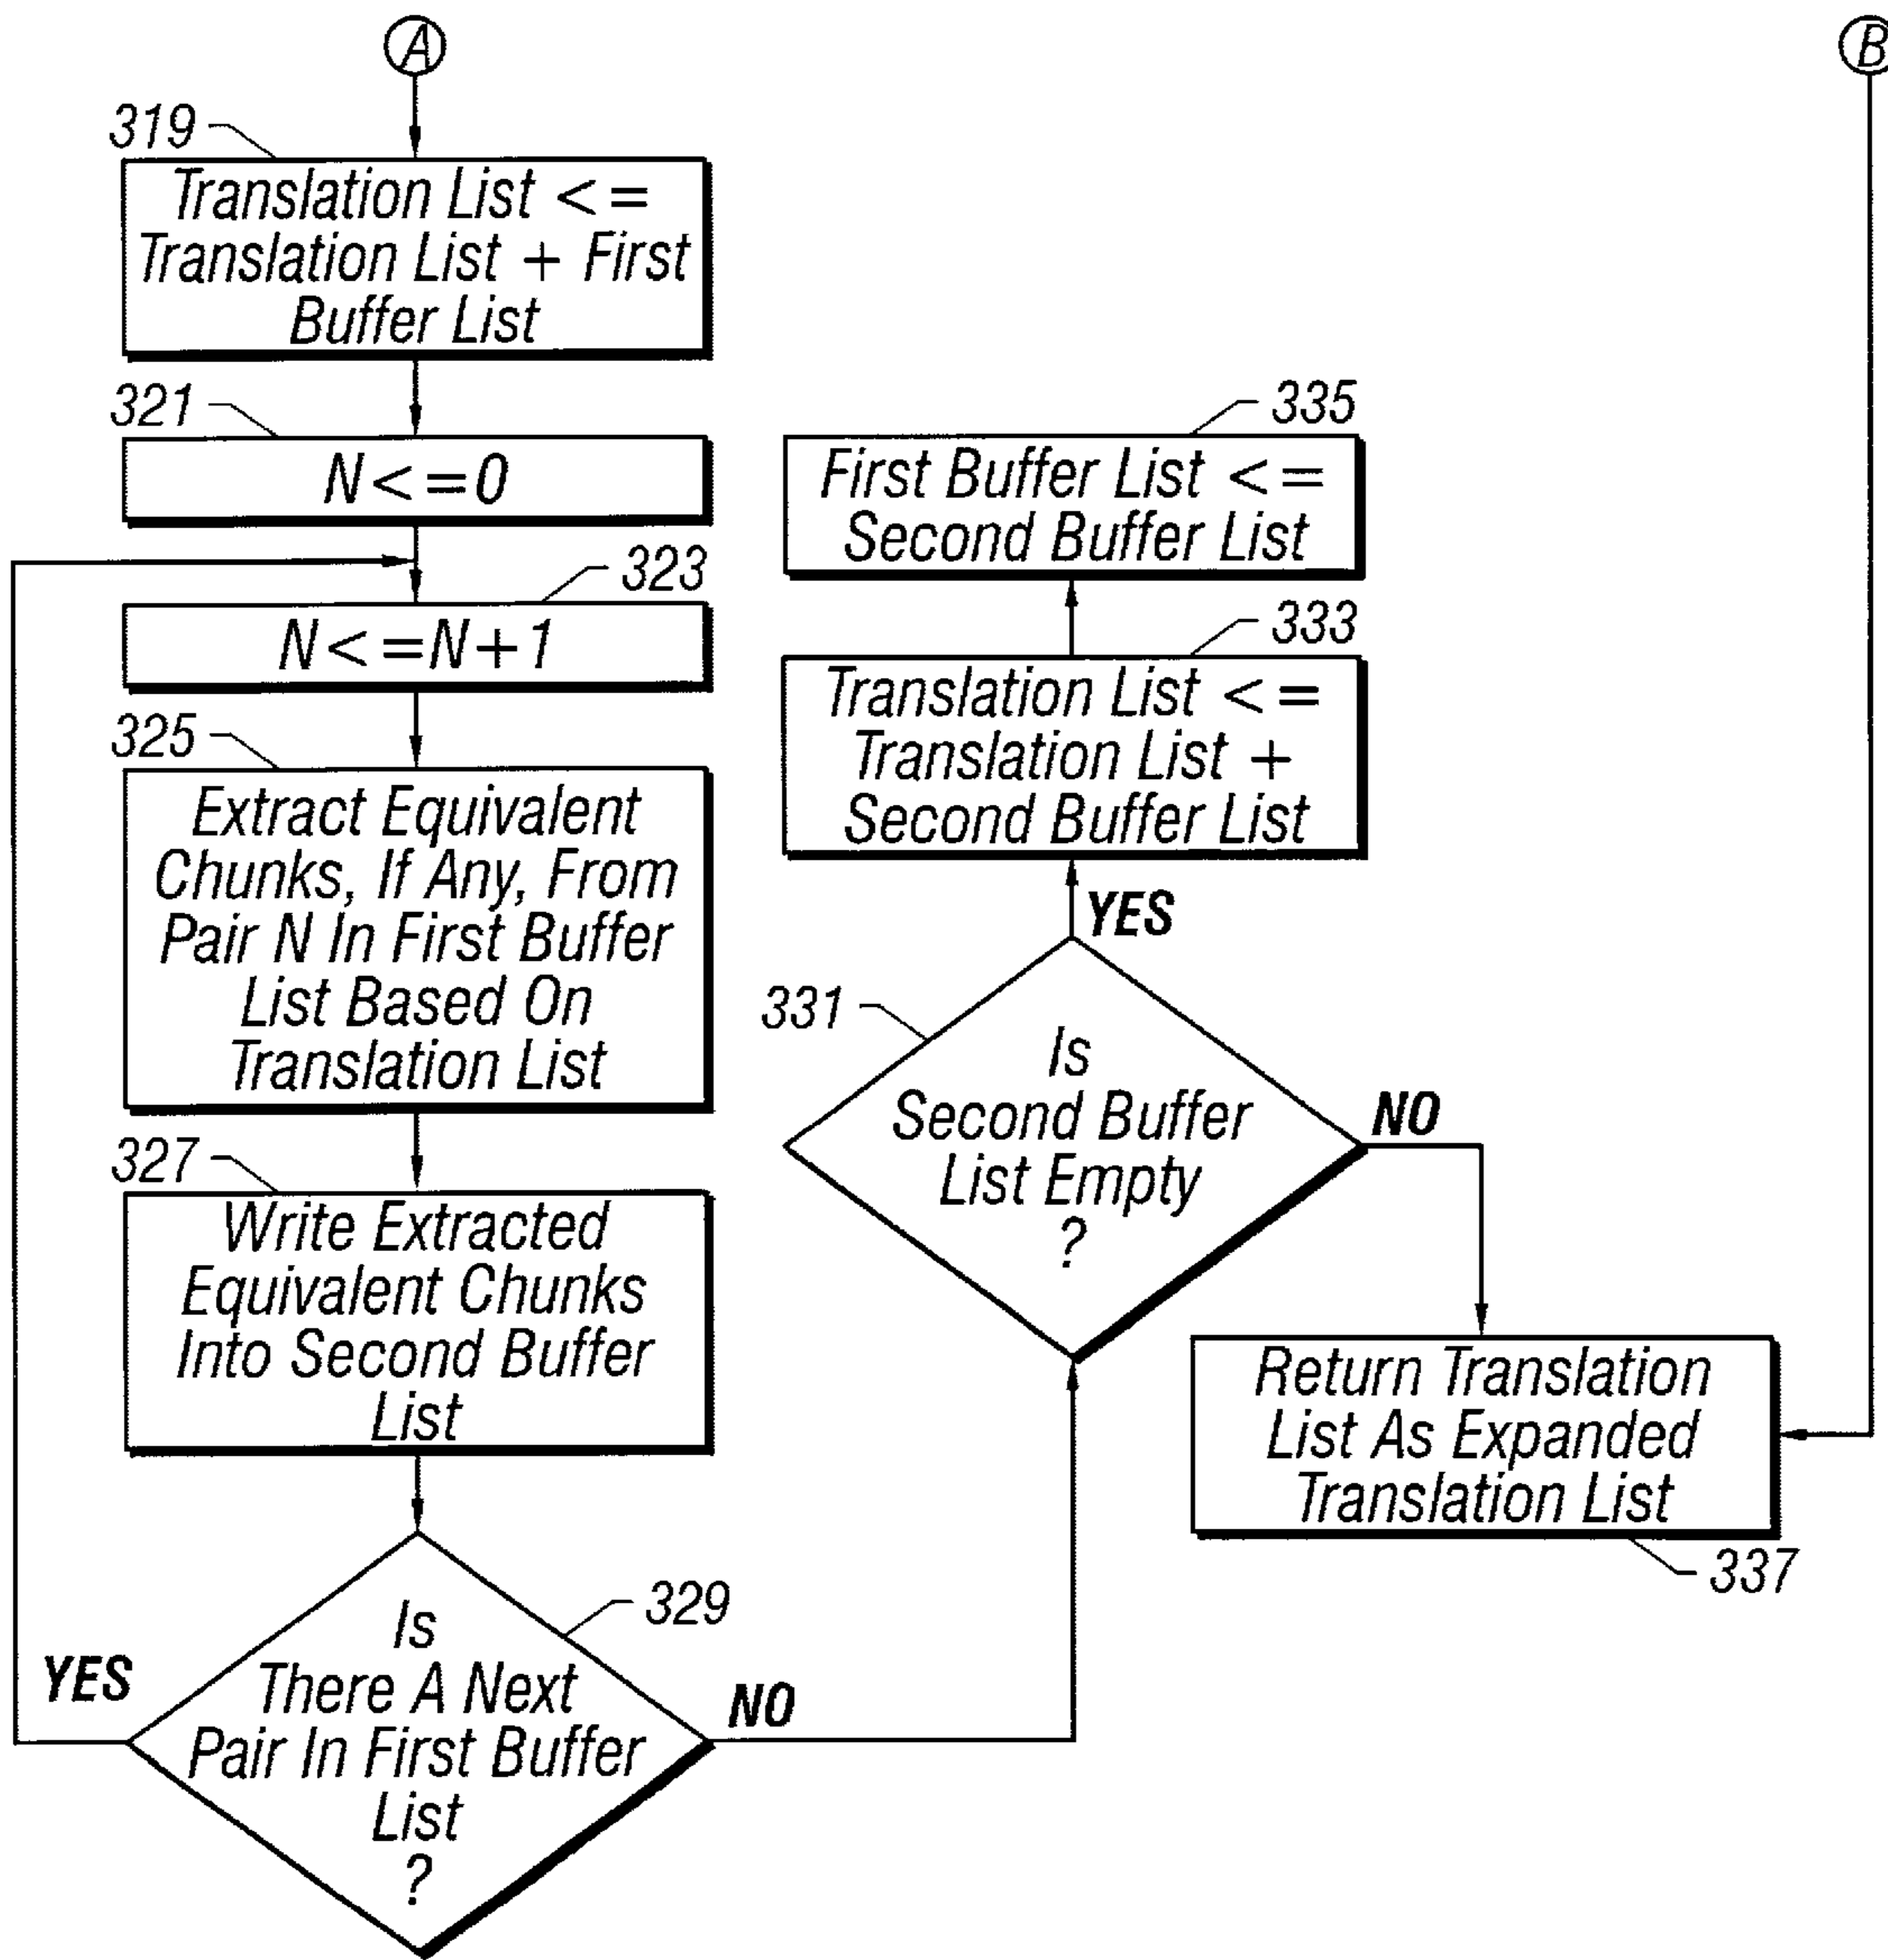 A
B
319
Translation List <=
Translation List + First
Buffer List
321
N<=0
323
N<=N+1
325
Extract Equivalent
Chunks, If Any, From
Pair N In First Buffer
List Based On
Translation List
327
Write Extracted
Equivalent Chunks
Into Second Buffer
List
329
Is
There A Next
Pair In First Buffer
List
?
YES
NO
335
First Buffer List <=
Second Buffer List
333
Translation List <=
Translation List +
Second Buffer List
YES
331
Is
Second Buffer
List Empty
?
NO
Return Translation
List As Expanded
Translation List
337